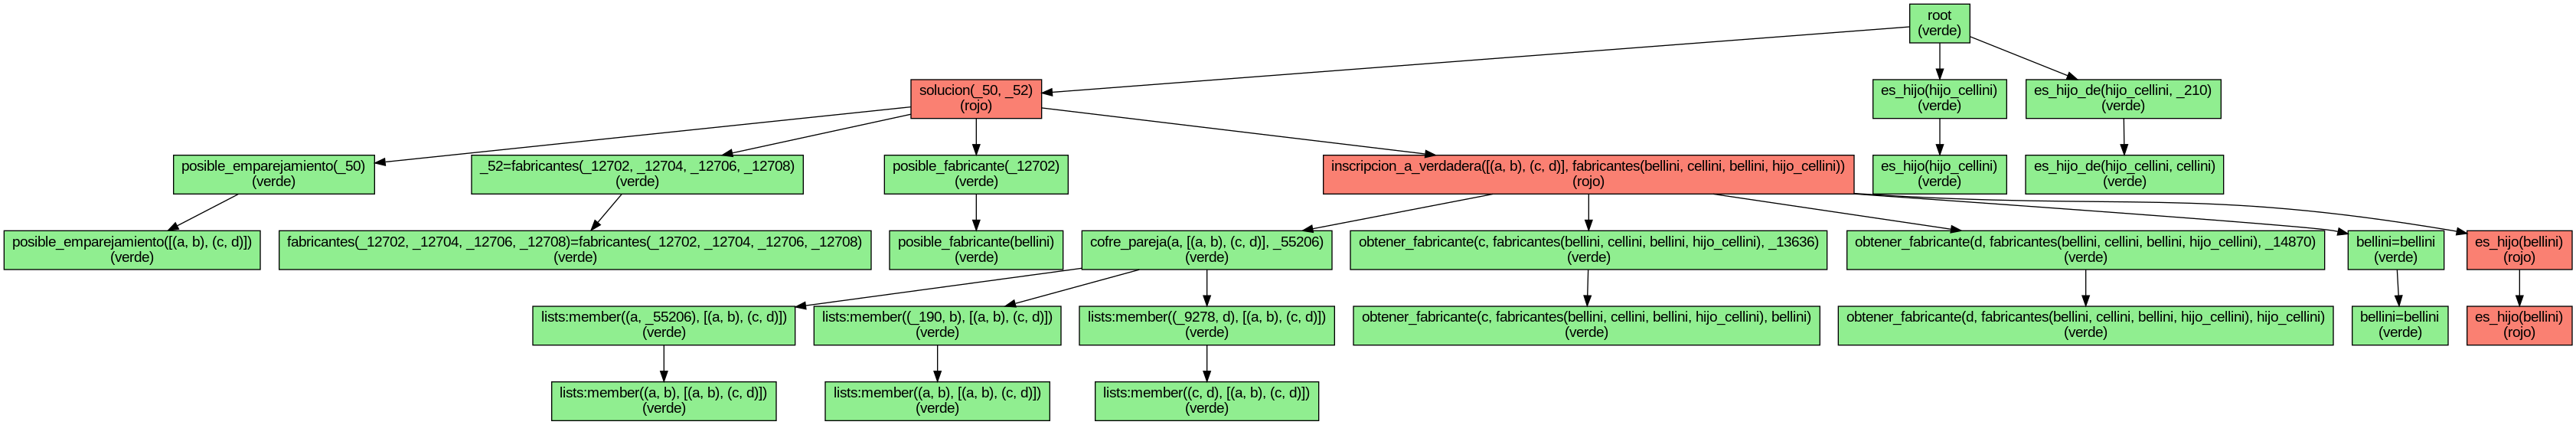 root
(verde)
solucion(_50, _52)
(rojo)
es_hijo(hijo_cellini)
(verde)
es_hijo_de(hijo_cellini, _210)
(verde)
posible_emparejamiento(_50)
(verde)
_52=fabricantes(_12702, _12704, _12706, _12708)
(verde)
posible_fabricante(_12702)
(verde)
inscripcion_a_verdadera([(a, b), (c, d)], fabricantes(bellini, cellini, bellini, hijo_cellini))
(rojo)
es_hijo(hijo_cellini)
(verde)
es_hijo_de(hijo_cellini, cellini)
(verde)
posible_emparejamiento([(a, b), (c, d)])
(verde)
fabricantes(_12702, _12704, _12706, _12708)=fabricantes(_12702, _12704, _12706, _12708)
(verde)
posible_fabricante(bellini)
(verde)
cofre_pareja(a, [(a, b), (c, d)], _55206)
(verde)
obtener_fabricante(c, fabricantes(bellini, cellini, bellini, hijo_cellini), _13636)
(verde)
obtener_fabricante(d, fabricantes(bellini, cellini, bellini, hijo_cellini), _14870)
(verde)
bellini=bellini
(verde)
es_hijo(bellini)
(rojo)
lists:member((a, _55206), [(a, b), (c, d)])
(verde)
lists:member((_190, b), [(a, b), (c, d)])
(verde)
lists:member((_9278, d), [(a, b), (c, d)])
(verde)
obtener_fabricante(c, fabricantes(bellini, cellini, bellini, hijo_cellini), bellini)
(verde)
obtener_fabricante(d, fabricantes(bellini, cellini, bellini, hijo_cellini), hijo_cellini)
(verde)
bellini=bellini
(verde)
es_hijo(bellini)
(rojo)
lists:member((a, b), [(a, b), (c, d)])
(verde)
lists:member((a, b), [(a, b), (c, d)])
(verde)
lists:member((c, d), [(a, b), (c, d)])
(verde)